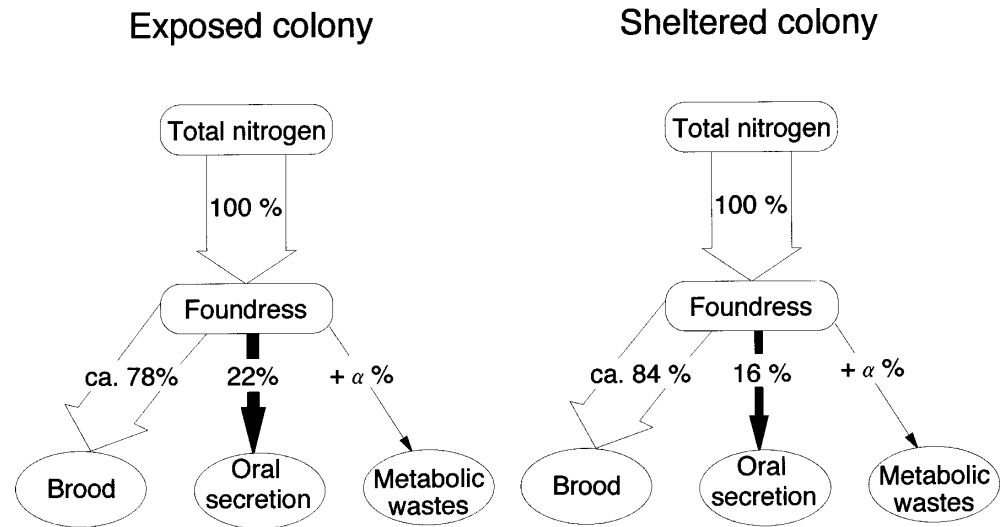 Exposed colony
Total nitrogen
100 %
Foundress
ca. 78%
22%
+ α %
Brood
Oral
secretion
Metabolic
wastes
Sheltered colony
Total nitrogen
100 %
Foundress
ca. 84 %
16 %
+ α %
Brood
Oral
secretion
Metabolic
wastes